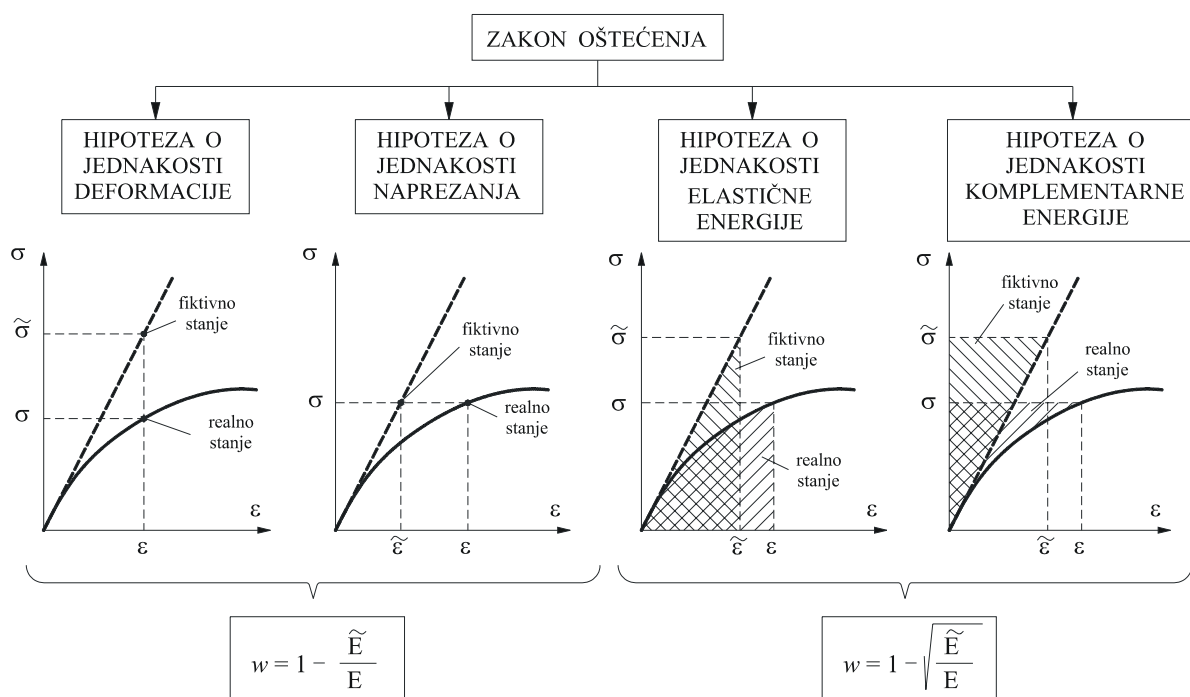 ZAKON OŠTEĆENJA
HIPOTEZA O
JEDNAKOSTI
DEFORMACIJE
HIPOTEZA O
JEDNAKOSTI
NAPREZANJA
HIPOTEZA O
JEDNAKOSTI
ELASTIČNE
ENERGIJE
HIPOTEZA O
JEDNAKOSTI
KOMPLEMENTARNE
ENERGIJE
σ
fiktivno
stanje
σ̃
σ
realno
stanje
ε
ε
σ
fiktivno
stanje
σ
realno
stanje
ε
ε̃ ε
σ
σ̃
fiktivno
stanje
σ
realno
stanje
ε
ε̃ ε
σ
fiktivno
stanje
σ̃
realno
stanje
σ
ε
ε̃ ε
w = 1 - Ẽ/E
w = 1 - √(Ẽ/E)